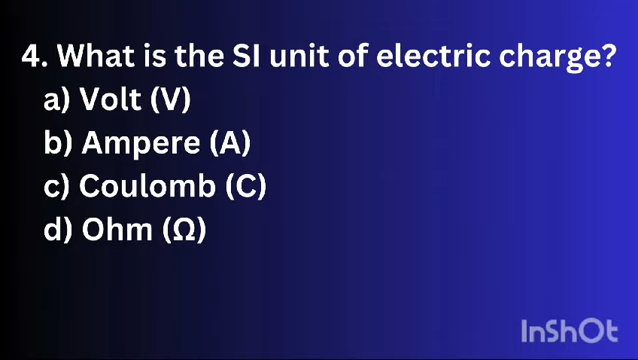 4. What is the SI unit of electric charge?
a) Volt (V)
b) Ampere (A)
c) Coulomb (C)
d) Ohm (Ω)
InShOt